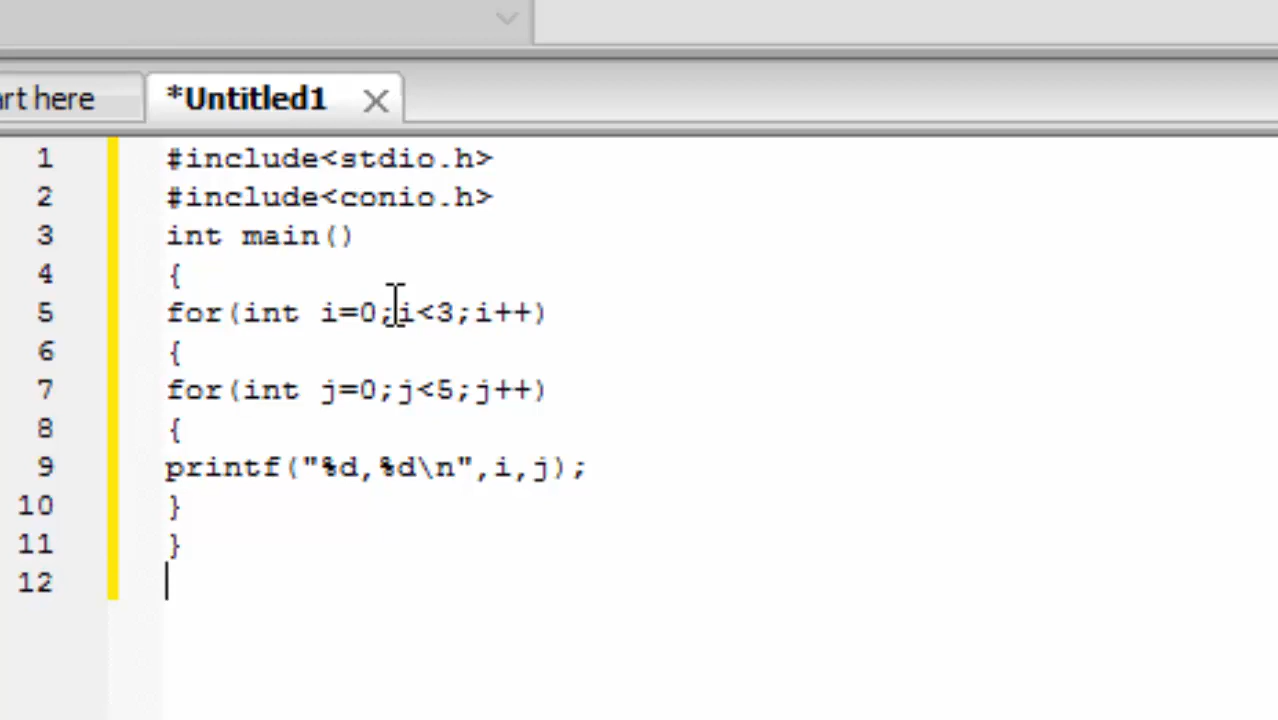 art here
*Untitled1
1 #include<stdio.h>
2 #include<conio.h>
3 int main()
4 {
5 for(int i=0;i<3;i++)
6 {
7 for(int j=0;j<5;j++)
8 {
9 printf("%d,%d\n",i,j);
10 }
11 }
12